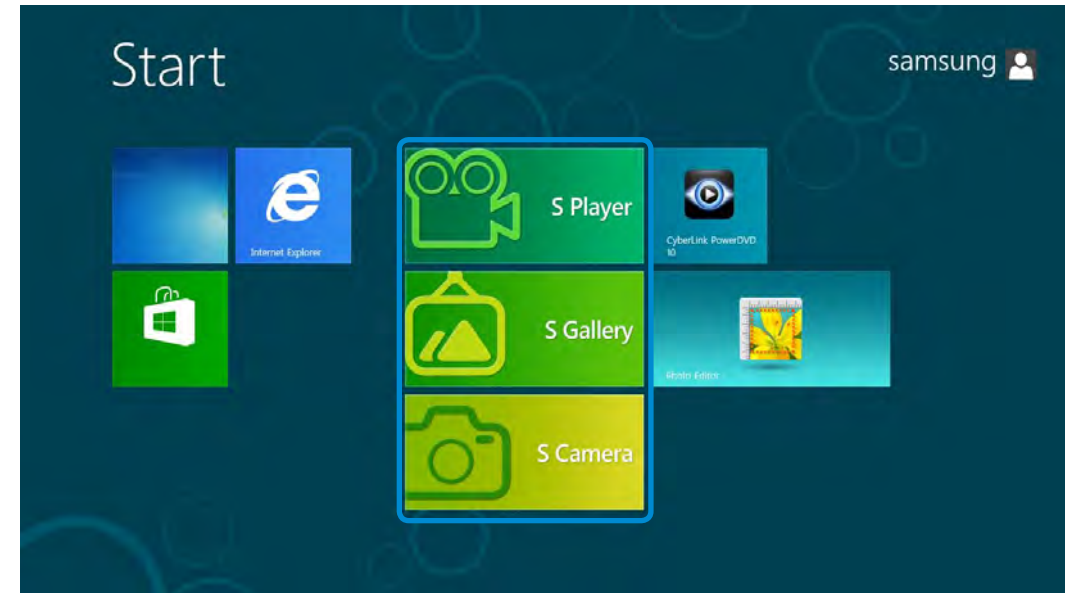 Start
samsung
S Player
Internet Explorer
CyberLink PowerDVD
10
S Gallery
Photo Editor
S Camera